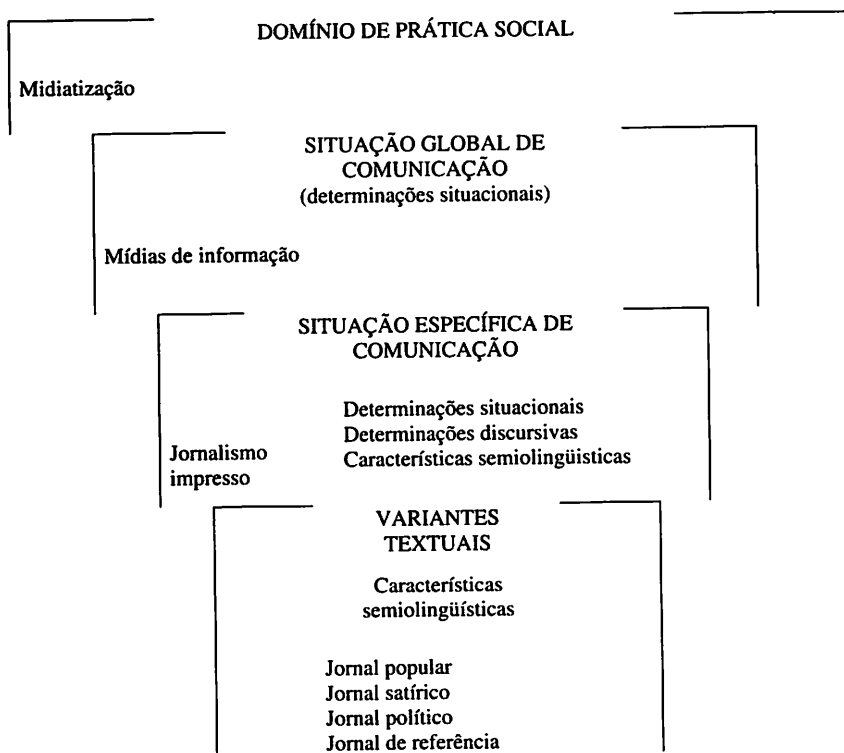 DOMÍNIO DE PRÁTICA SOCIAL
Midiatização
SITUAÇÃO GLOBAL DE
COMUNICAÇÃO
(determinações situacionais)
Mídias de informação
SITUAÇÃO ESPECÍFICA DE
COMUNICAÇÃO
Determinações situacionais
Determinações discursivas
Características semiolingüisticas
Jornalismo
impresso
VARIANTES
TEXTUAIS
Características
semiolingüísticas
Jornal popular
Jornal satírico
Jornal político
Jornal de referência